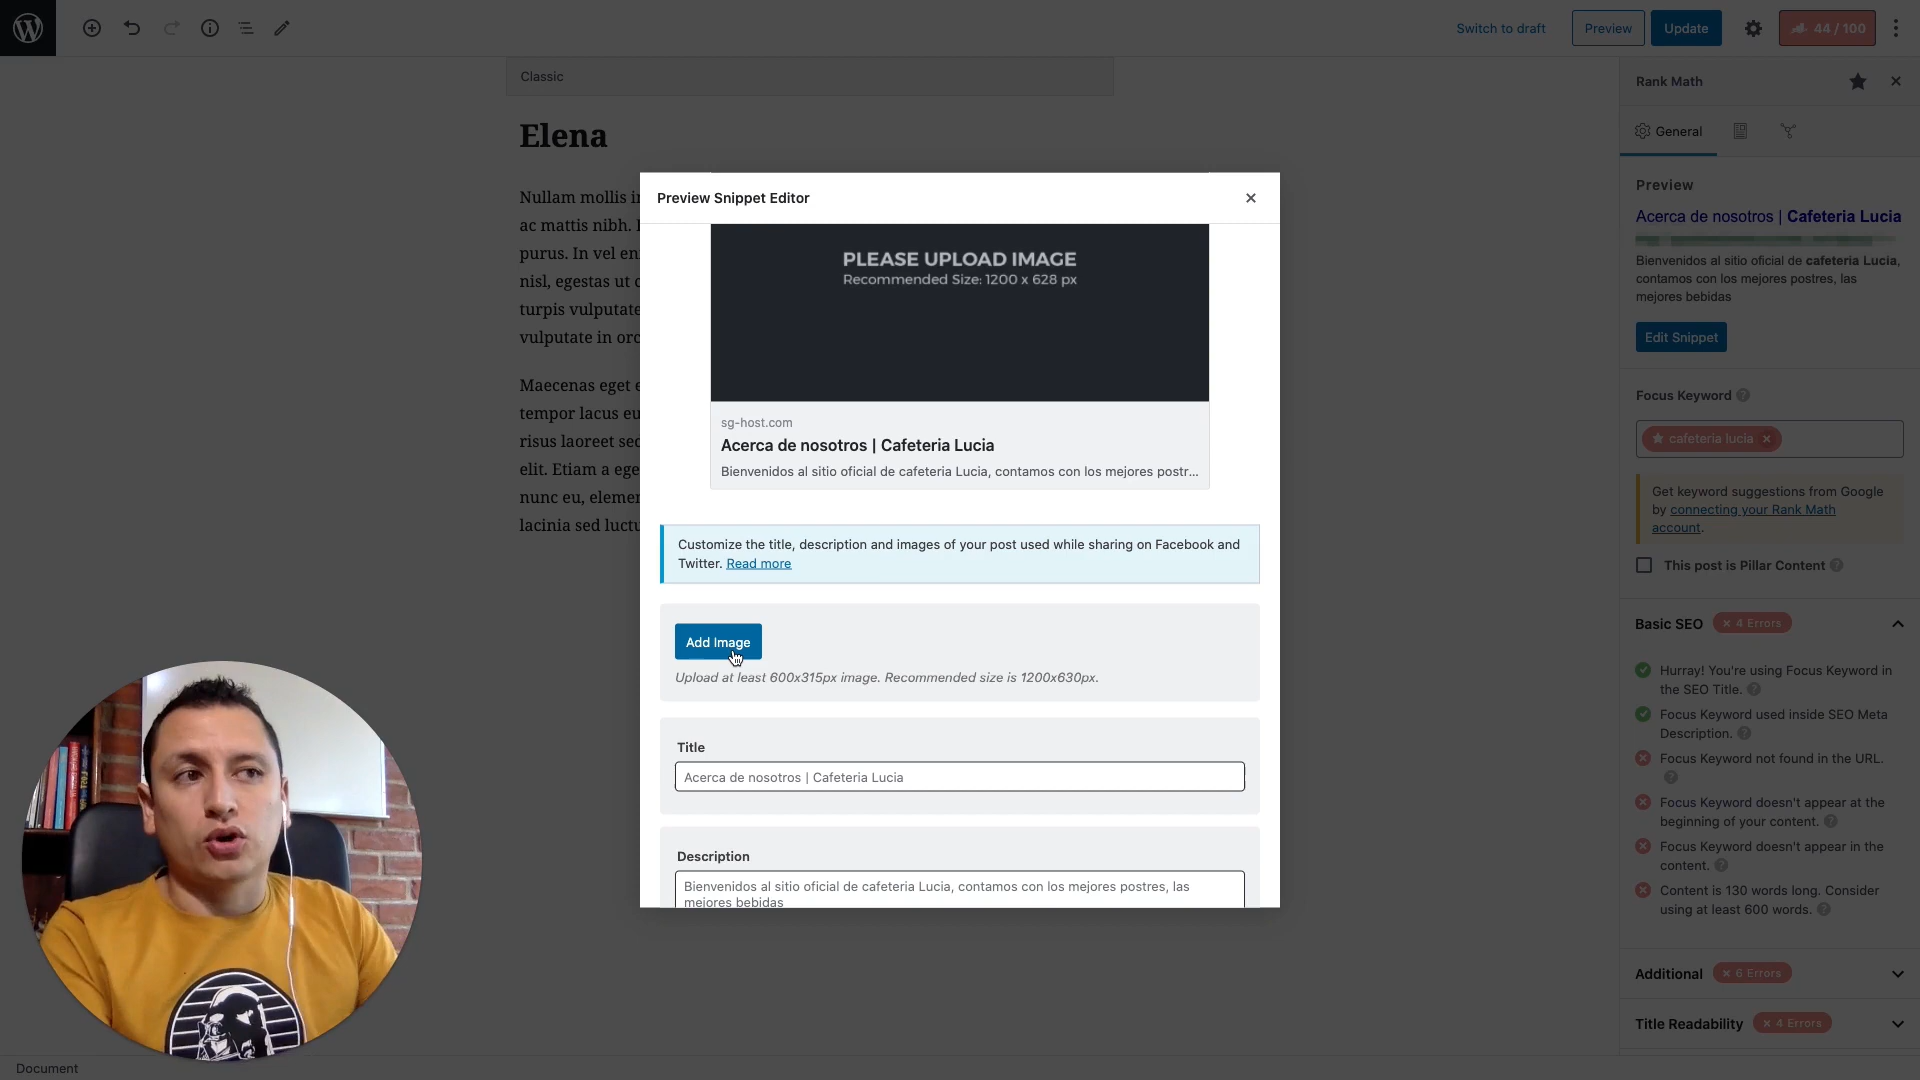 Switch to draft
Preview
Update
44 / 100
Classic
Elena
Nullam mollis
ac mattis nibh.
purus. In vel
nisl, egestas ut
turpis vulputate
vulputate in
Maecenas eget
tempor lacus
risus laoreet
elit. Etiam a
nunc eu,
lacinia sed
Preview Snippet Editor
PLEASE UPLOAD IMAGE
Recommended Size: 1200 x 628 px
sg-host.com
Acerca de nosotros | Cafeteria Lucia
Bienvenidos al sitio oficial de cafeteria Lucia, contamos con los mejores postr...
Customize the title, description and images of your post used while sharing on Facebook and
Twitter. Read more
Add Image
Upload at least 600x315px image. Recommended size is 1200x630px.
Title
Acerca de nosotros | Cafeteria Lucia
Description
Bienvenidos al sitio oficial de cafeteria Lucia, contamos con los mejores postres, las
mejores bebidas
Rank Math
General
Preview
Acerca de nosotros | Cafeteria Lucia
Bienvenidos al sitio oficial de cafeteria Lucia,
contamos con los mejores postres, las
mejores bebidas
Edit Snippet
Focus Keyword
cafeteria lucia
Get keyword suggestions from Google
by connecting your Rank Math
account.
This post is Pillar Content
Basic SEO
4 Errors
Hurray! You're using Focus Keyword in
the SEO Title.
Focus Keyword used inside SEO Meta
Description.
Focus Keyword not found in the URL.
Focus Keyword doesn't appear at the
beginning of your content.
Focus Keyword doesn't appear in the
content.
Content is 130 words long. Consider
using at least 600 words.
Additional
6 Errors
Title Readability
4 Errors
Document